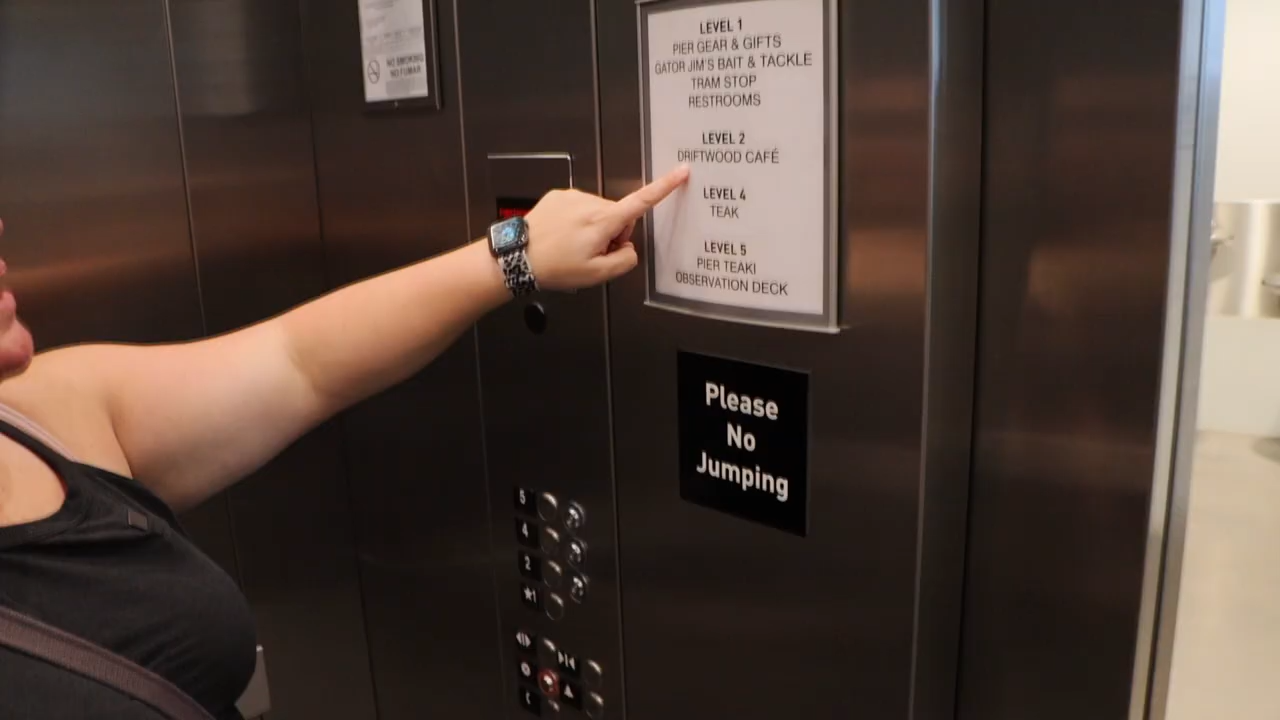 NO SMOKING
NO FUMAR
LEVEL 1
PIER GEAR & GIFTS
GATOR JIM'S BAIT & TACKLE
TRAM STOP
RESTROOMS
LEVEL 2
DRIFTWOOD CAFÉ
LEVEL 4
TEAK
LEVEL 5
PIER TEAKI
OBSERVATION DECK
Please
No
Jumping
5
4
2
★1